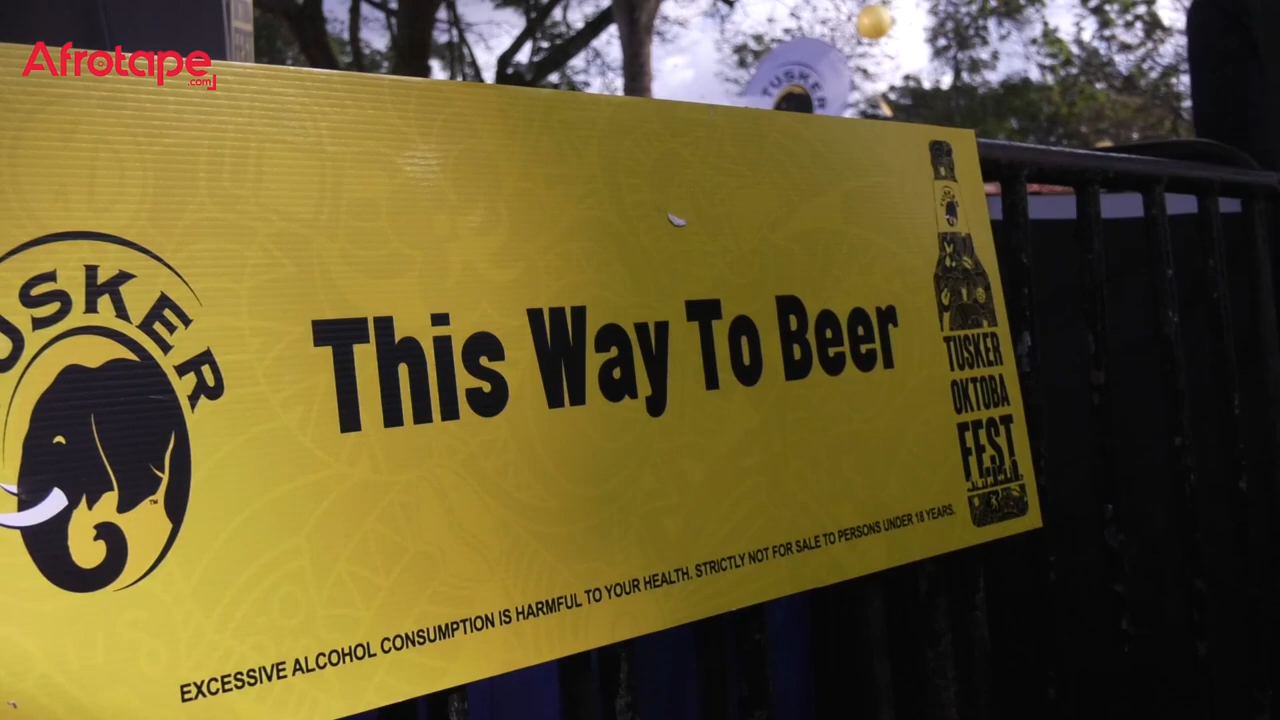 Afrotape
.com
TUSKER
USKER
This Way To Beer
TUSKER
OKTOBA
FEST
EXCESSIVE ALCOHOL CONSUMPTION IS HARMFUL TO YOUR HEALTH. STRICTLY NOT FOR SALE TO PERSONS UNDER 18 YEARS.